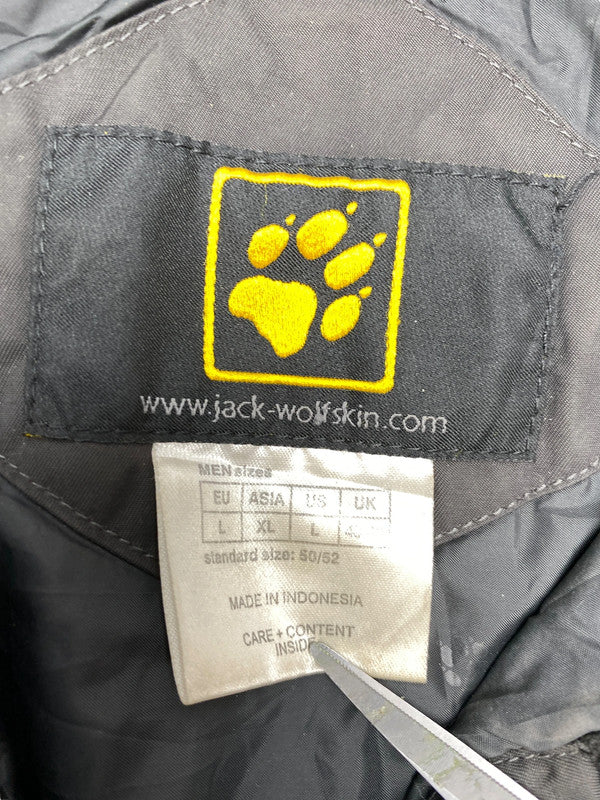 www.jack-wolfskin.com
MEN sizes
EU ASIA US UK
L XL L
standard size: 50/52
MADE IN INDONESIA
CARE + CONTENT
INSIDE